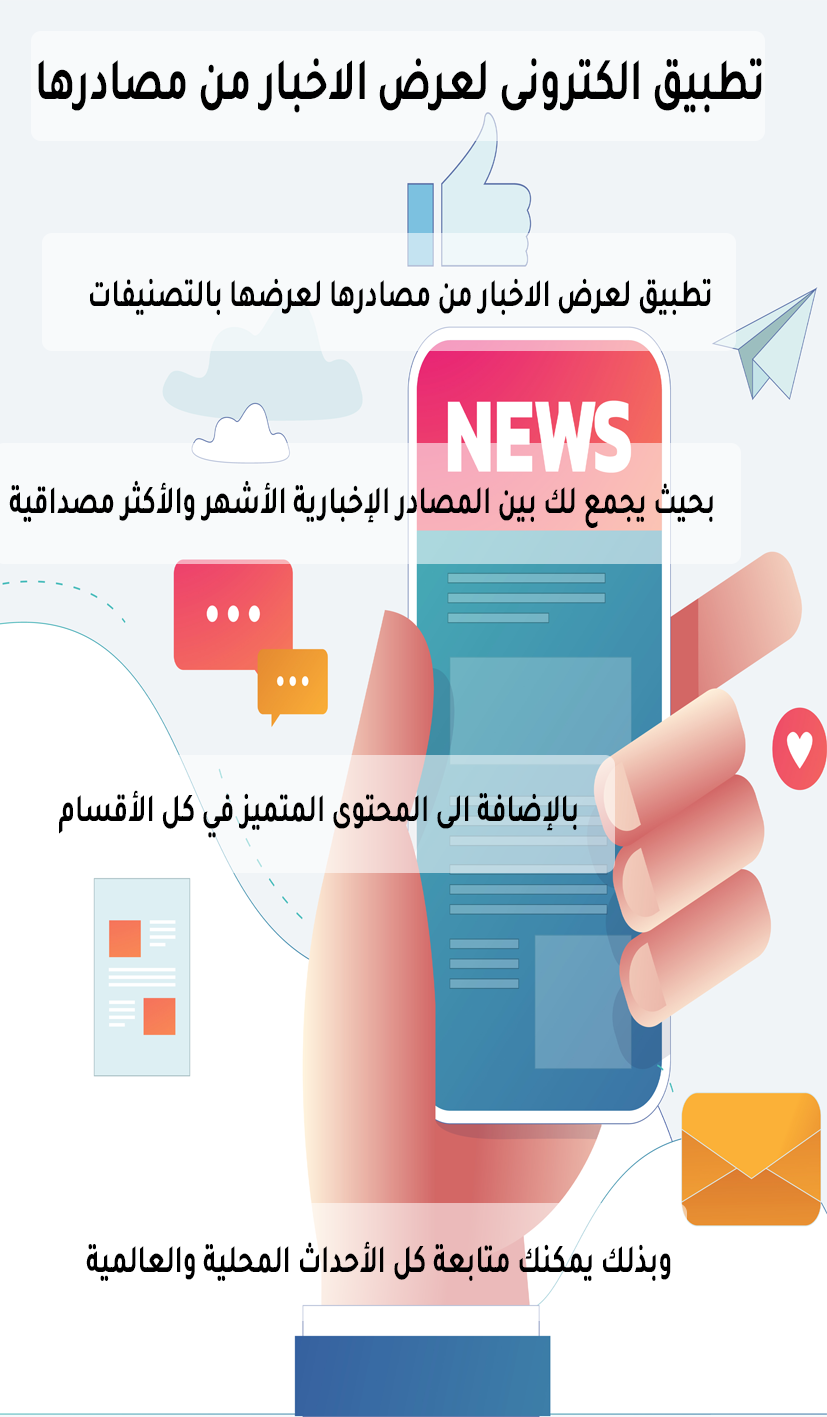 تطبيق الكترونى لعرض الاخبار من مصادرها
تطبيق لعرض الاخبار من مصادرها لعرضها بالتصنيفات
NEWS
بحيث يجمع لك بين المصادر الإخبارية الأشهر والأكثر مصداقية
بالإضافة الى المحتوى المتميز في كل الأقسام
وبذلك يمكنك متابعة كل الأحداث المحلية والعالمية